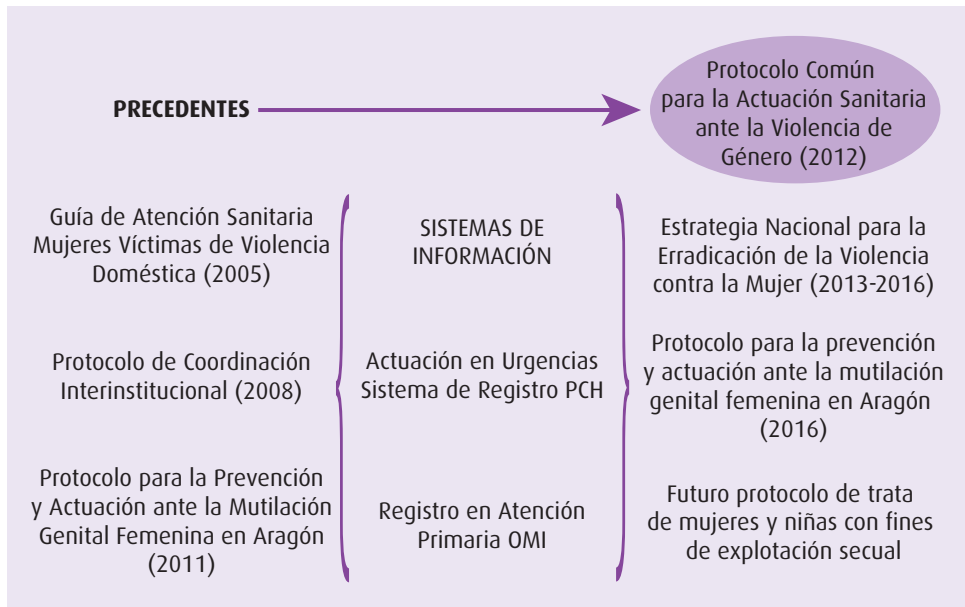 PRECEDENTES
Protocolo Común
para la Actuación Sanitaria
ante la Violencia de
Género (2012)
Guía de Atención Sanitaria
Mujeres Víctimas de Violencia
Doméstica (2005)
Protocolo de Coordinación
Interinstitucional (2008)
Protocolo para la Prevención
y Actuación ante la Mutilación
Genital Femenina en Aragón
(2011)
SISTEMAS DE
INFORMACIÓN
Actuación en Urgencias
Sistema de Registro PCH
Registro en Atención
Primaria OMI
Estrategia Nacional para la
Erradicación de la Violencia
contra la Mujer (2013-2016)
Protocolo para la prevención
y actuación ante la mutilación
genital femenina en Aragón
(2016)
Futuro protocolo de trata
de mujeres y niñas con fines
de explotación secual